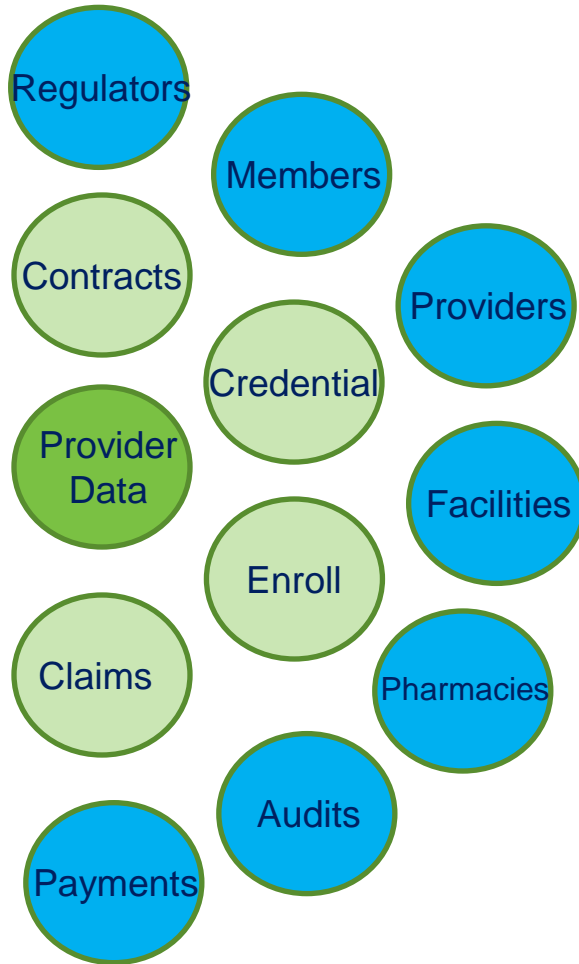 Regulators
Members
Contracts
Providers
Credential
Provider
Data
Facilities
Enroll
Claims
Pharmacies
Audits
Payments